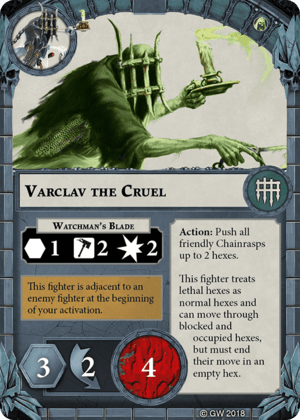 Varclav the Cruel
Watchman's Blade
1 2 2
Action: Push all
friendly Chainrasps
up to 2 hexes.
This fighter is adjacent to an
enemy fighter at the beginning
of your activation.
This fighter treats
lethal hexes as
normal hexes and
can move through
blocked and
occupied hexes,
but must end
their move in an
empty hex.
3 2 4
© GW 2018